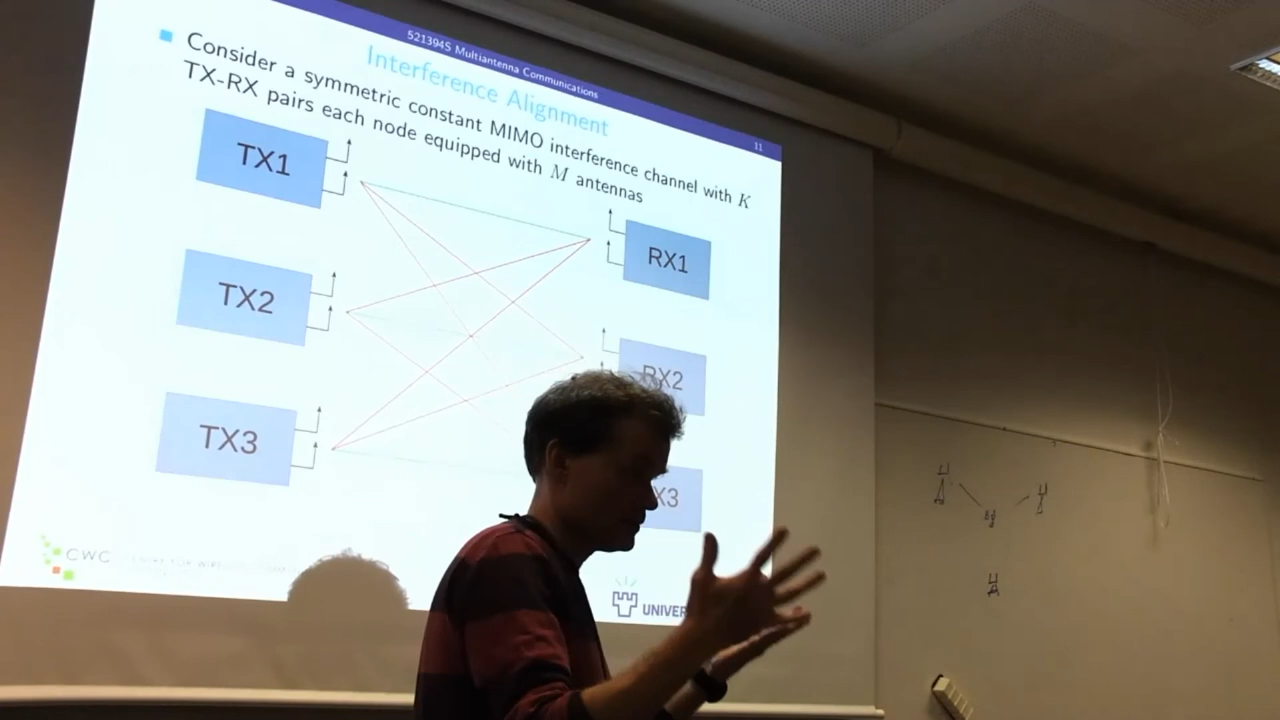 521394S Multiantenna Communications
11
Interference Alignment
Consider a symmetric constant MIMO interference channel with K
TX-RX pairs each node equipped with M antennas
TX1
RX1
TX2
RX2
TX3
X3
CWC
UNIVER